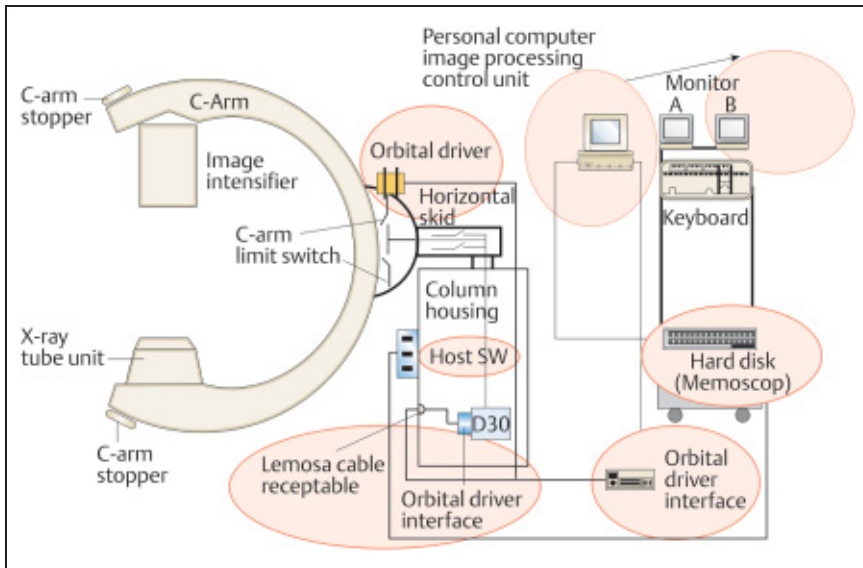 Personal computer
image processing
control unit
Monitor
A B
C-arm
stopper
C-Arm
Image
intensifier
Orbital driver
Horizontal
skid
Keyboard
C-arm
limit switch
Column
housing
X-ray
tube unit
Host SW
Hard disk
(Memoscop)
D30
C-arm
stopper
Lemosa cable
receptable
Orbital driver
interface
Orbital
driver
interface